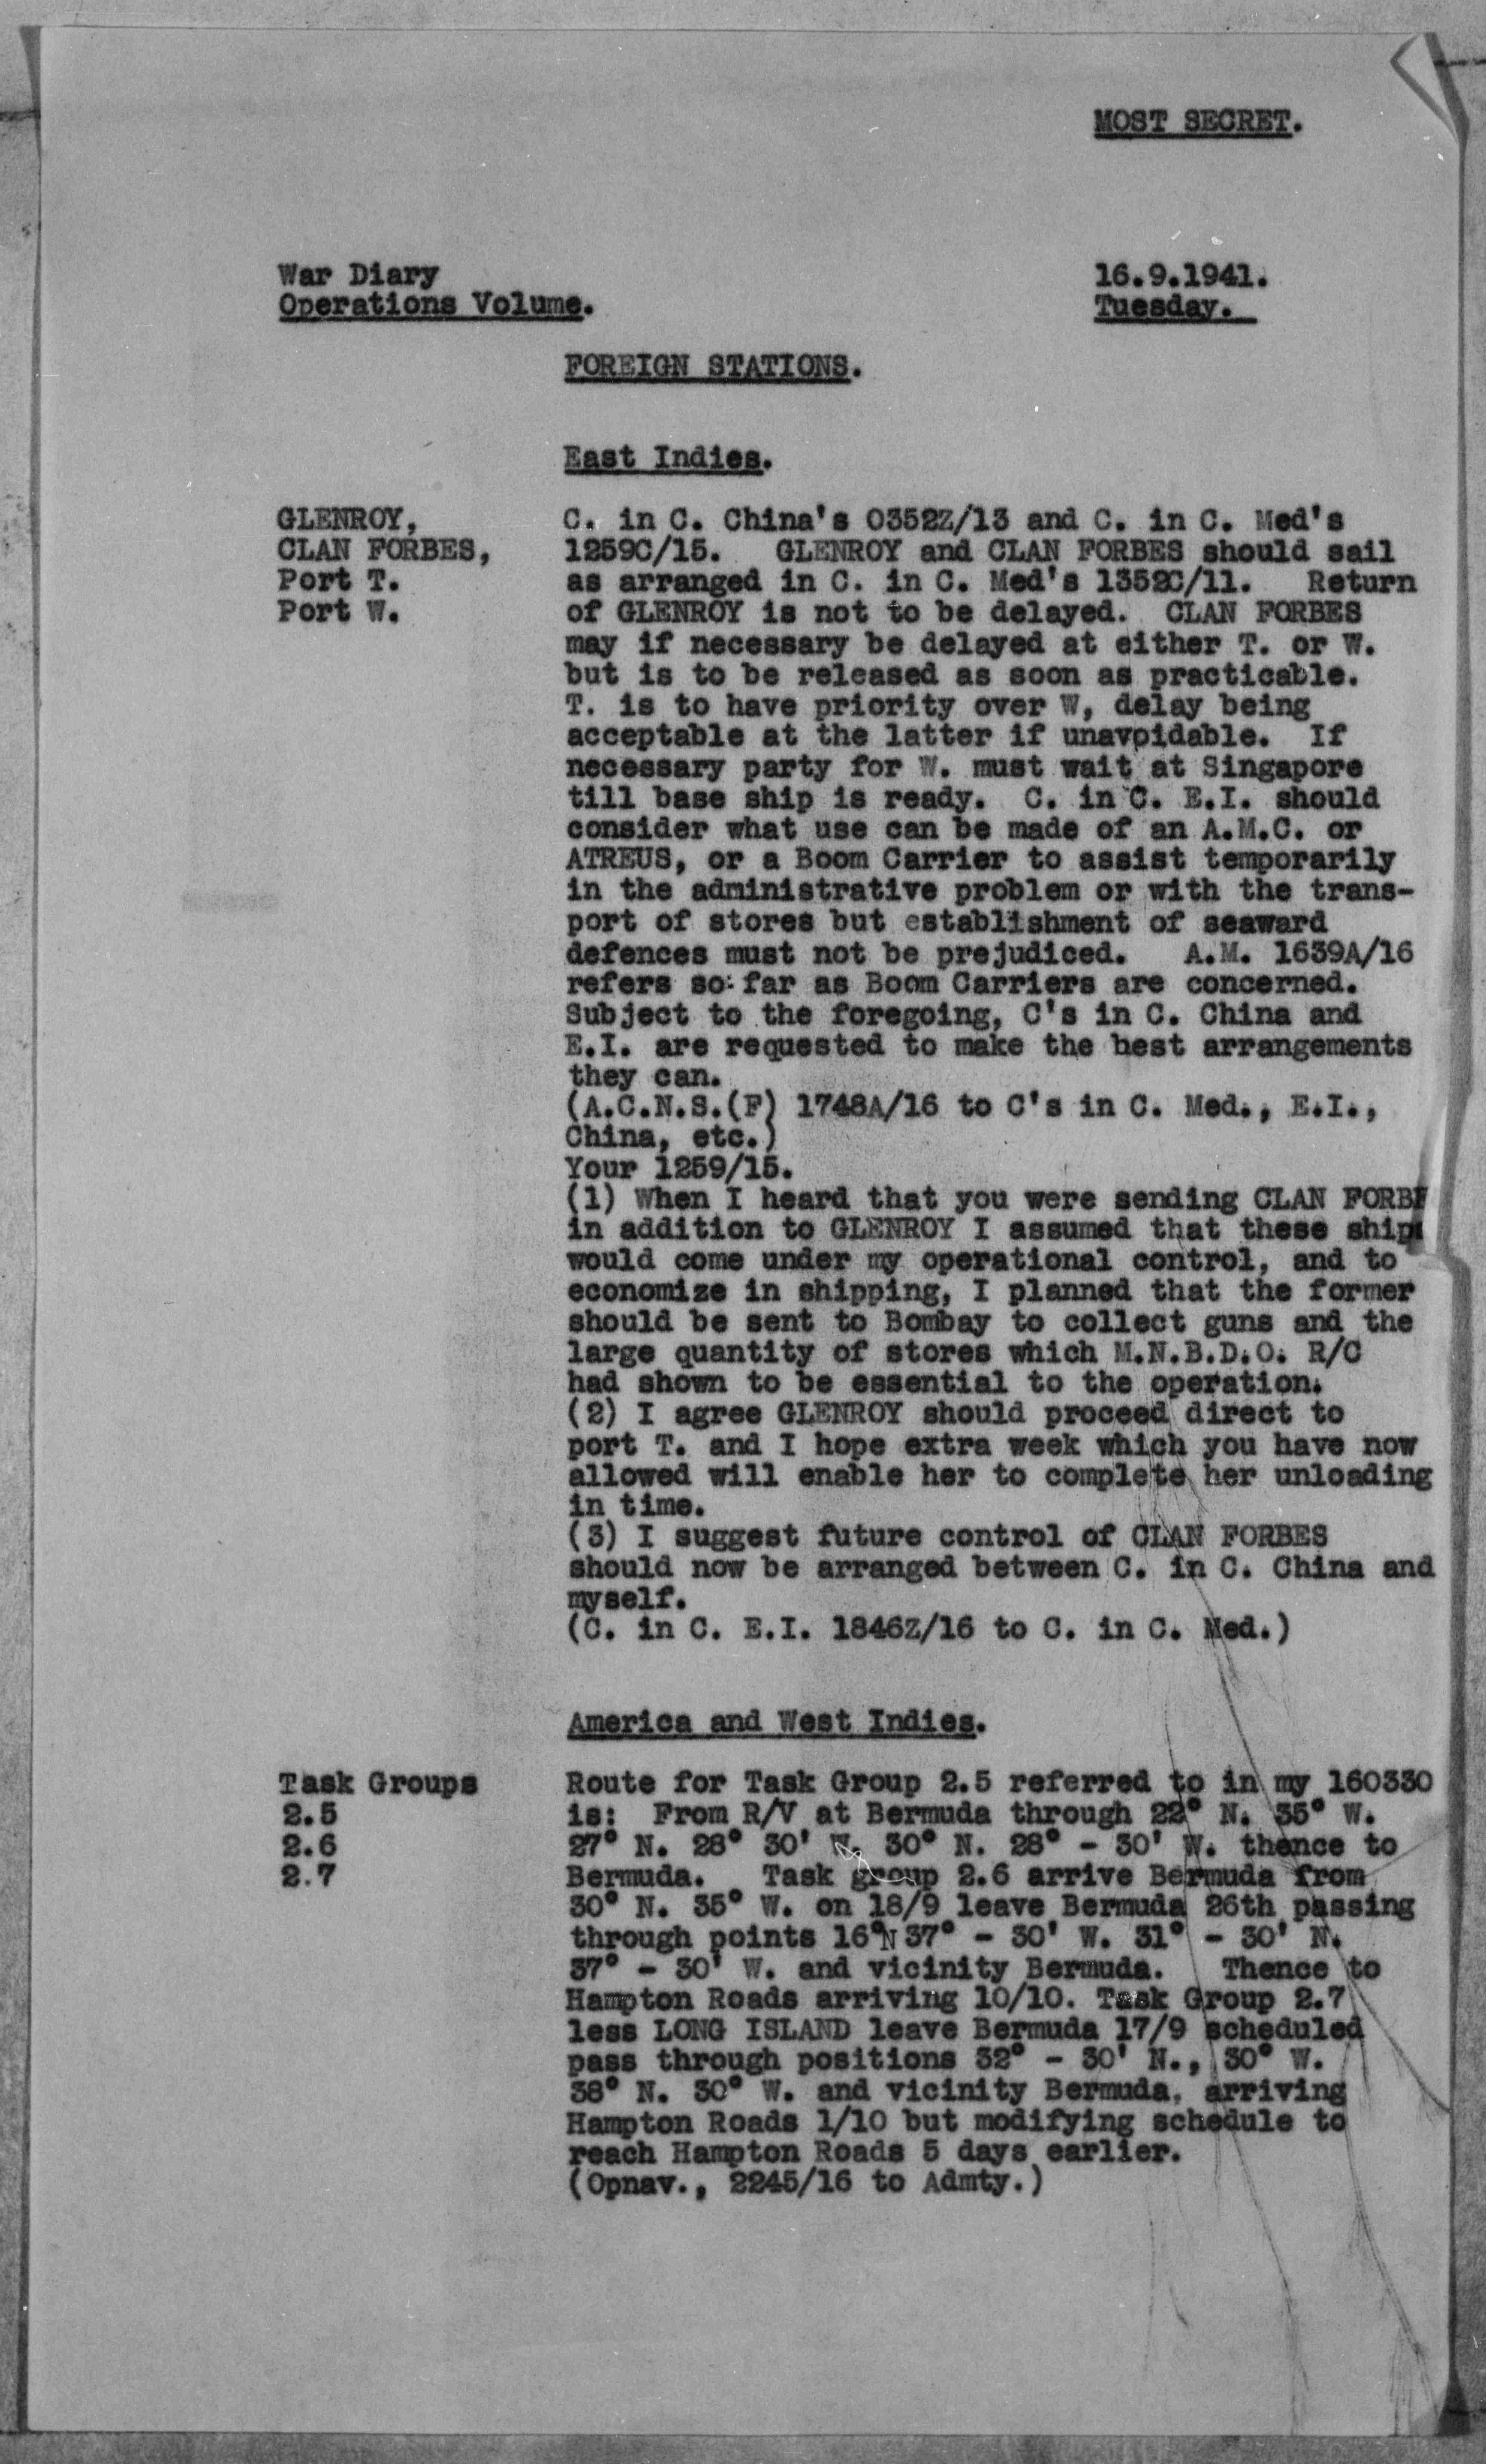 MOST SECRET.
War Diary
Operations Volume.
16.9.1941.
Tuesday.
FOREIGN STATIONS.
East Indies.
GLENROY,
CLAN FORBES,
Port T.
Port W.
C. in C. China's 0352Z/13 and C. in C. Med's
1259C/15. GLENROY and CLAN FORBES should sail
as arranged in C. in C. Med's 1352C/11. Return
of GLENROY is not to be delayed. CLAN FORBES
may if necessary be delayed at either T. or W.
but is to be released as soon as practicable.
T. is to have priority over W, delay being
acceptable at the latter if unavoidable. If
necessary party for W. must wait at Singapore
till base ship is ready. C. in C. E.I. should
consider what use can be made of an A.M.C. or
ATREUS, or a Boom Carrier to assist temporarily
in the administrative problem or with the trans-
port of stores but establishment of seaward
defences must not be prejudiced. A.M. 1639A/16
refers so far as Boom Carriers are concerned.
Subject to the foregoing, C's in C. China and
E.I. are requested to make the best arrangements
they can.
(A.C.N.S.(F) 1748A/16 to C's in C. Med., E.I.,
China, etc.)
Your 1259/15.
(1) When I heard that you were sending CLAN FORBE
in addition to GLENROY I assumed that these ships
would come under my operational control, and to
economize in shipping, I planned that the former
should be sent to Bombay to collect guns and the
large quantity of stores which M.N.B.D.O. R/C
had shown to be essential to the operation.
(2) I agree GLENROY should proceed direct to
port T. and I hope extra week which you have now
allowed will enable her to complete her unloading
in time.
(3) I suggest future control of CLAN FORBES
should now be arranged between C. in C. China and
myself.
(C. in C. E.I. 1846Z/16 to C. in C. Med.)
America and West Indies.
Task Groups
2.5
2.6
2.7
Route for Task Group 2.5 referred to in my 160330
is: From R/V at Bermuda through 22° N. 35° W.
27° N. 28° 30' W. 30° N. 28° - 30' W. thence to
Bermuda. Task group 2.6 arrive Bermuda from
30° N. 35° W. on 18/9 leave Bermuda 26th passing
through points 16°N 37° - 30' W. 31° - 30' N.
37° - 30' W. and vicinity Bermuda. Thence to
Hampton Roads arriving 10/10. Task Group 2.7
less LONG ISLAND leave Bermuda 17/9 scheduled
pass through positions 32° - 30' N., 30° W.
38° N. 30° W. and vicinity Bermuda, arriving
Hampton Roads 1/10 but modifying schedule to
reach Hampton Roads 5 days earlier.
(Opnav., 2245/16 to Admty.)